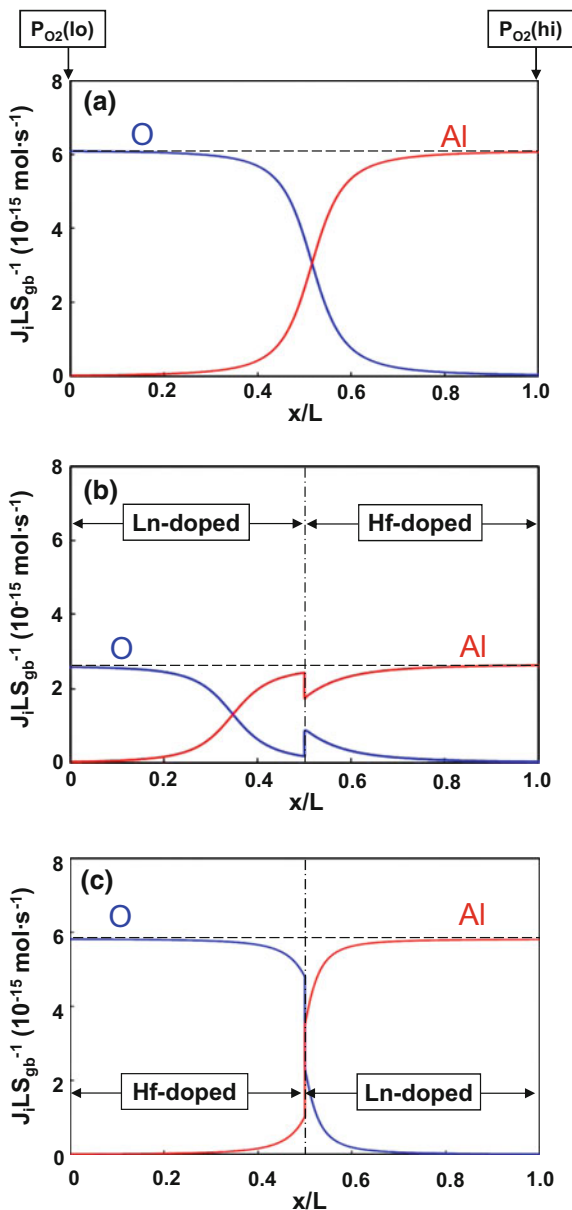 P_O2(lo) P_O2(hi)
(a)
O Al
J_iLS_gb^-1 (10^-15 mol·s^-1)
8
6
4
2
0
0 0.2 0.4 0.6 0.8 1.0
x/L
(b)
Ln-doped Hf-doped
O Al
J_iLS_gb^-1 (10^-15 mol·s^-1)
8
6
4
2
0
0 0.2 0.4 0.6 0.8 1.0
x/L
(c)
O Al
Hf-doped Ln-doped
J_iLS_gb^-1 (10^-15 mol·s^-1)
8
6
4
2
0
0 0.2 0.4 0.6 0.8 1.0
x/L